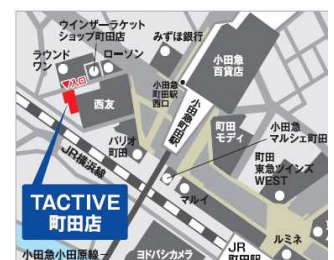 ウインザーラケット
ショップ町田店
みずほ銀行
ラウンド
ワン
ローソン
小田急
百貨店
小田急
町田駅
西口
入口
西友
小田急町田駅
町田
モディ
小田急
マルシェ町田
パリオ
町田
JR横浜線
町田
東急ツインズ
WEST
TACTIVE
町田店
マルイ
ルミネ
小田急小田原線
ヨドバシカメラ
JR
町田駅